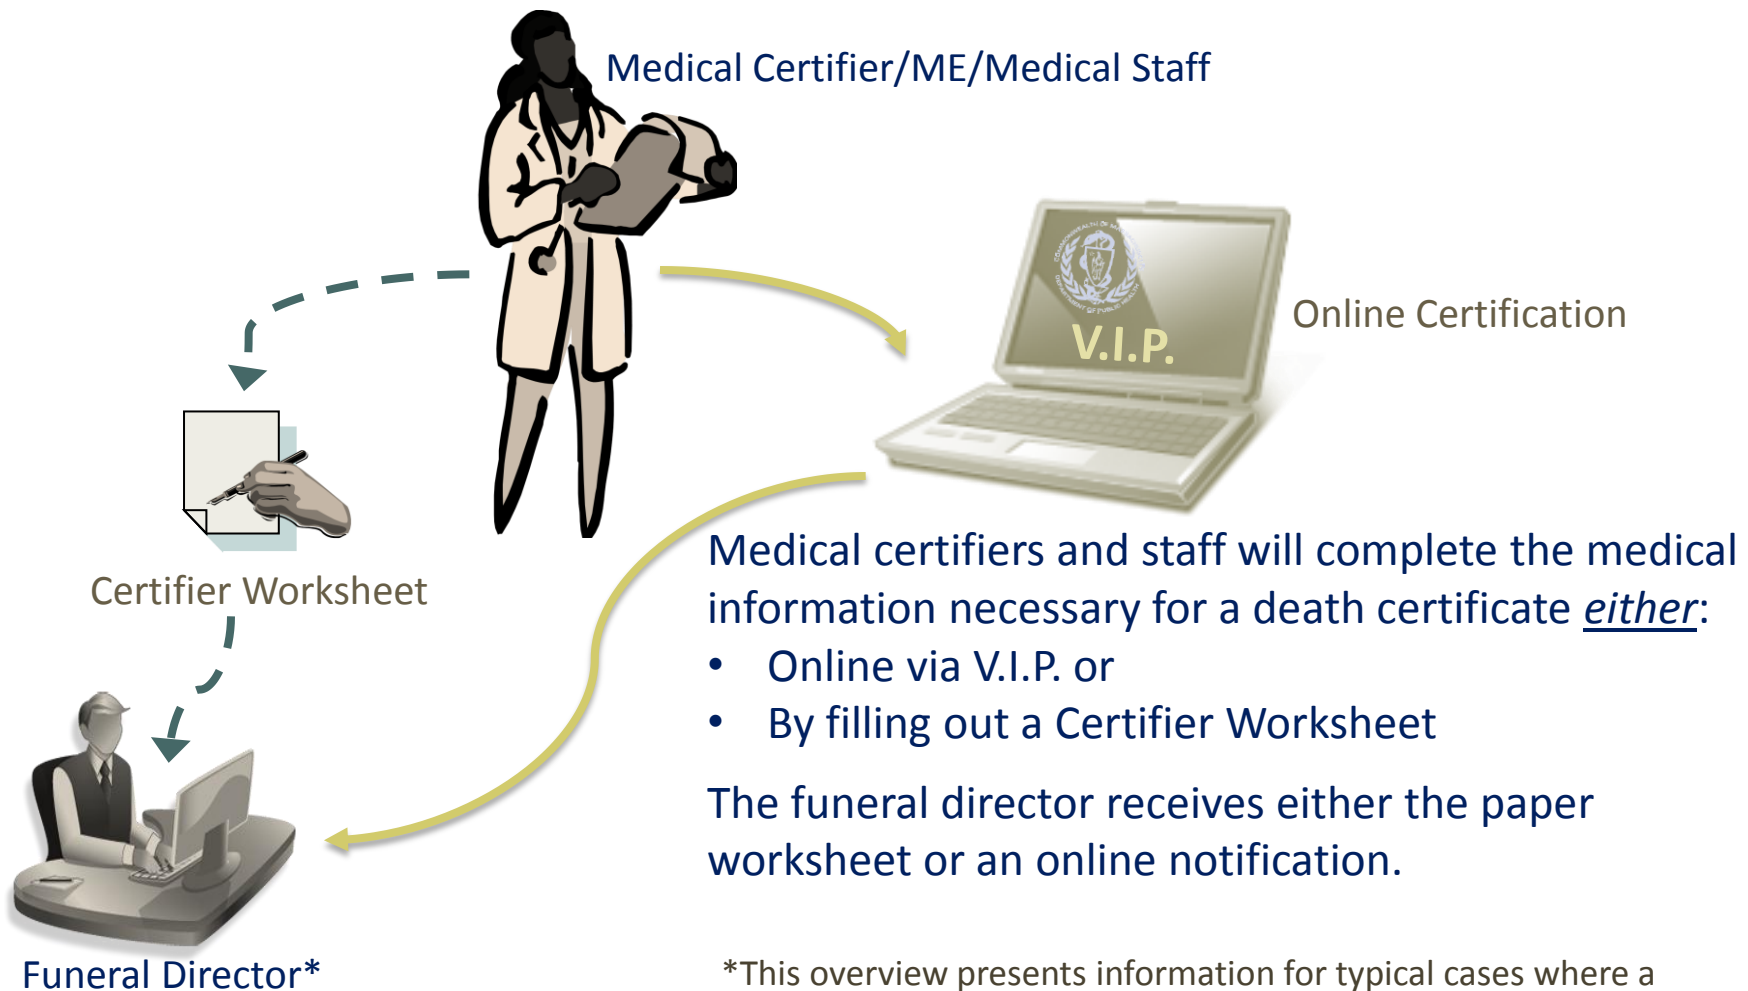 Medical Certifier/ME/Medical Staff
V.I.P.
Online Certification
Certifier Worksheet
Medical certifiers and staff will complete the medical
information necessary for a death certificate either:
• Online via V.I.P. or
• By filling out a Certifier Worksheet
The funeral director receives either the paper
worksheet or an online notification.
Funeral Director*
*This overview presents information for typical cases where a